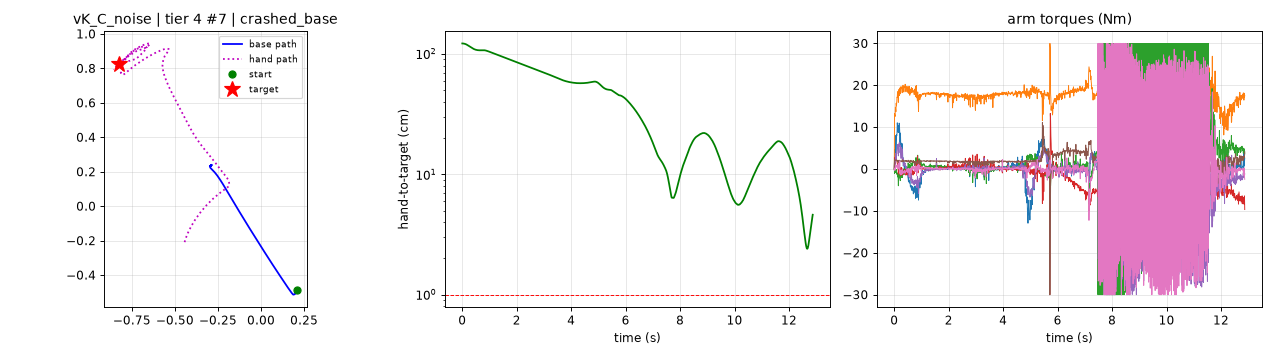 vK_C_noise | tier 4 #7 | crashed_base
1.0
0.8
0.6
0.4
0.2
0.0
−0.2
−0.4
−0.75 −0.50 −0.25 0.00 0.25
base path
hand path
start
target
hand-to-target (cm)
10²
10¹
10⁰
0 2 4 6 8 10 12
time (s)
arm torques (Nm)
30
20
10
0
−10
−20
−30
0 2 4 6 8 10 12
time (s)